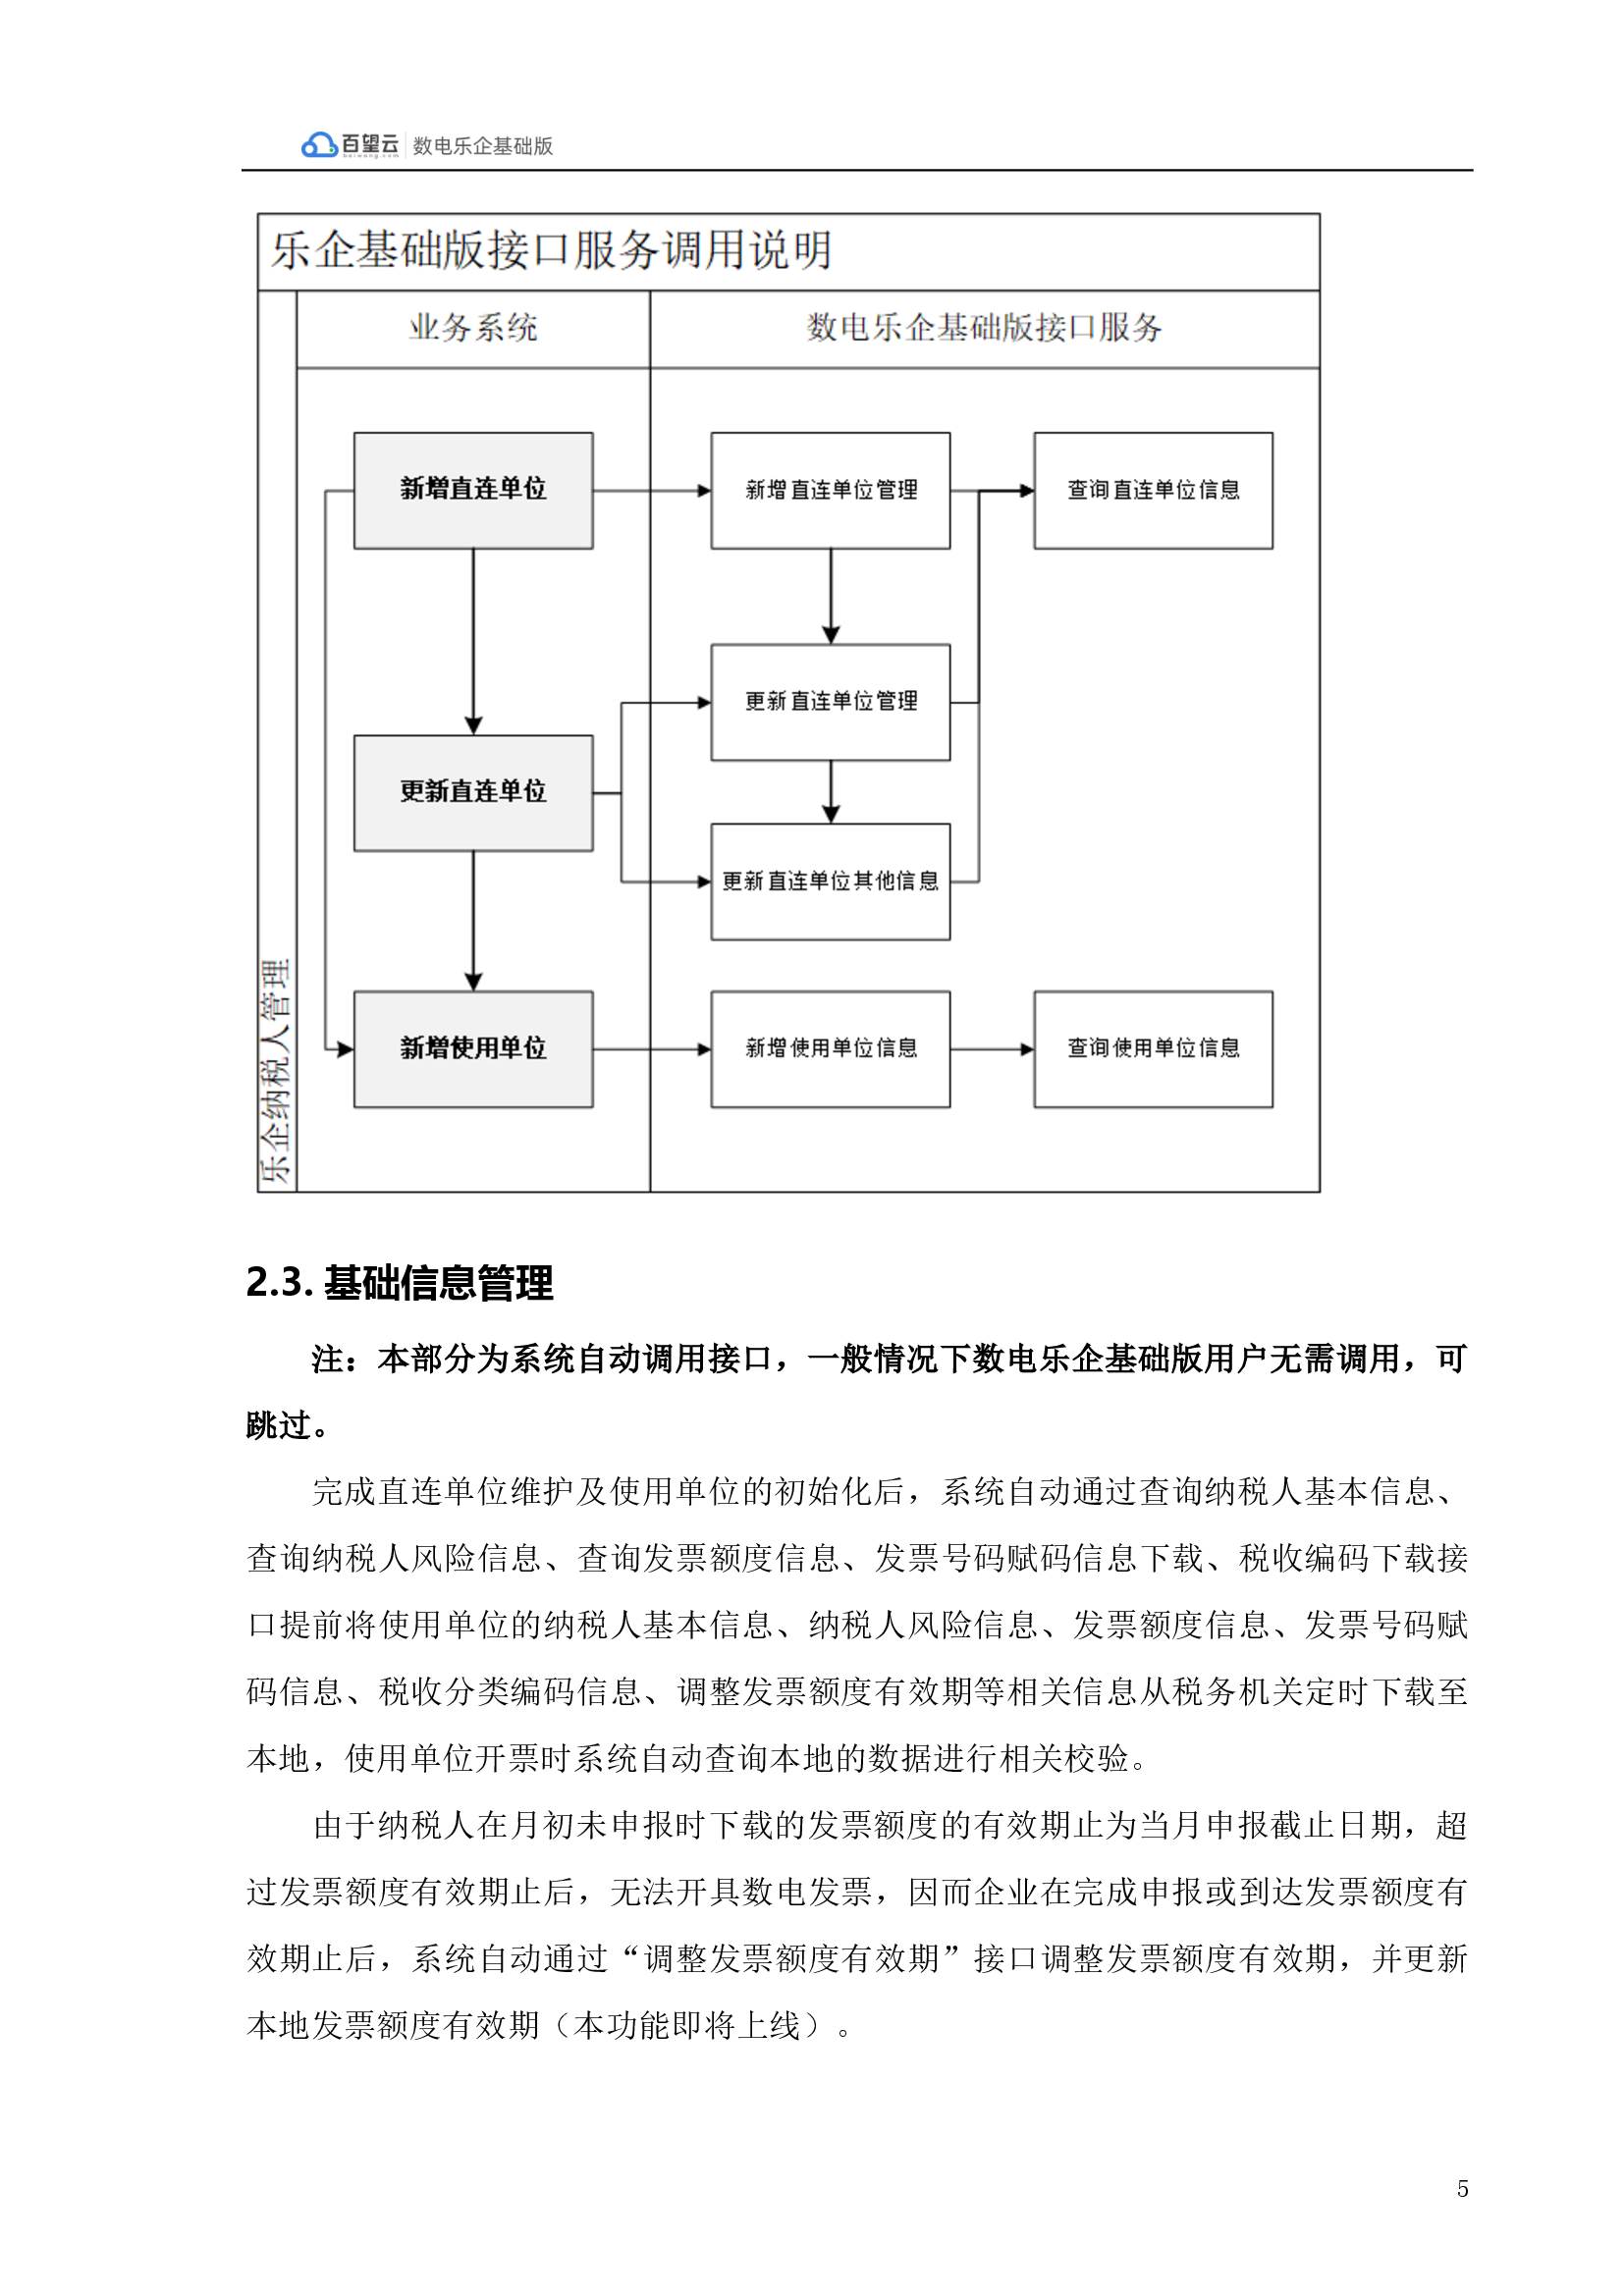 百望云 数电乐企基础版
baiwang.com
乐企基础版接口服务调用说明
业务系统 数电乐企基础版接口服务
新增直连单位 新增直连单位管理 查询直连单位信息
更新直连单位管理
更新直连单位
更新直连单位其他信息
乐企纳税人管理
新增使用单位 新增使用单位信息 查询使用单位信息
2.3. 基础信息管理
注：本部分为系统自动调用接口，一般情况下数电乐企基础版用户无需调用，可
跳过。
完成直连单位维护及使用单位的初始化后，系统自动通过查询纳税人基本信息、
查询纳税人风险信息、查询发票额度信息、发票号码赋码信息下载、税收编码下载接
口提前将使用单位的纳税人基本信息、纳税人风险信息、发票额度信息、发票号码赋
码信息、税收分类编码信息、调整发票额度有效期等相关信息从税务机关定时下载至
本地，使用单位开票时系统自动查询本地的数据进行相关校验。
由于纳税人在月初未申报时下载的发票额度的有效期止为当月申报截止日期，超
过发票额度有效期止后，无法开具数电发票，因而企业在完成申报或到达发票额度有
效期止后，系统自动通过“调整发票额度有效期”接口调整发票额度有效期，并更新
本地发票额度有效期（本功能即将上线）。
5